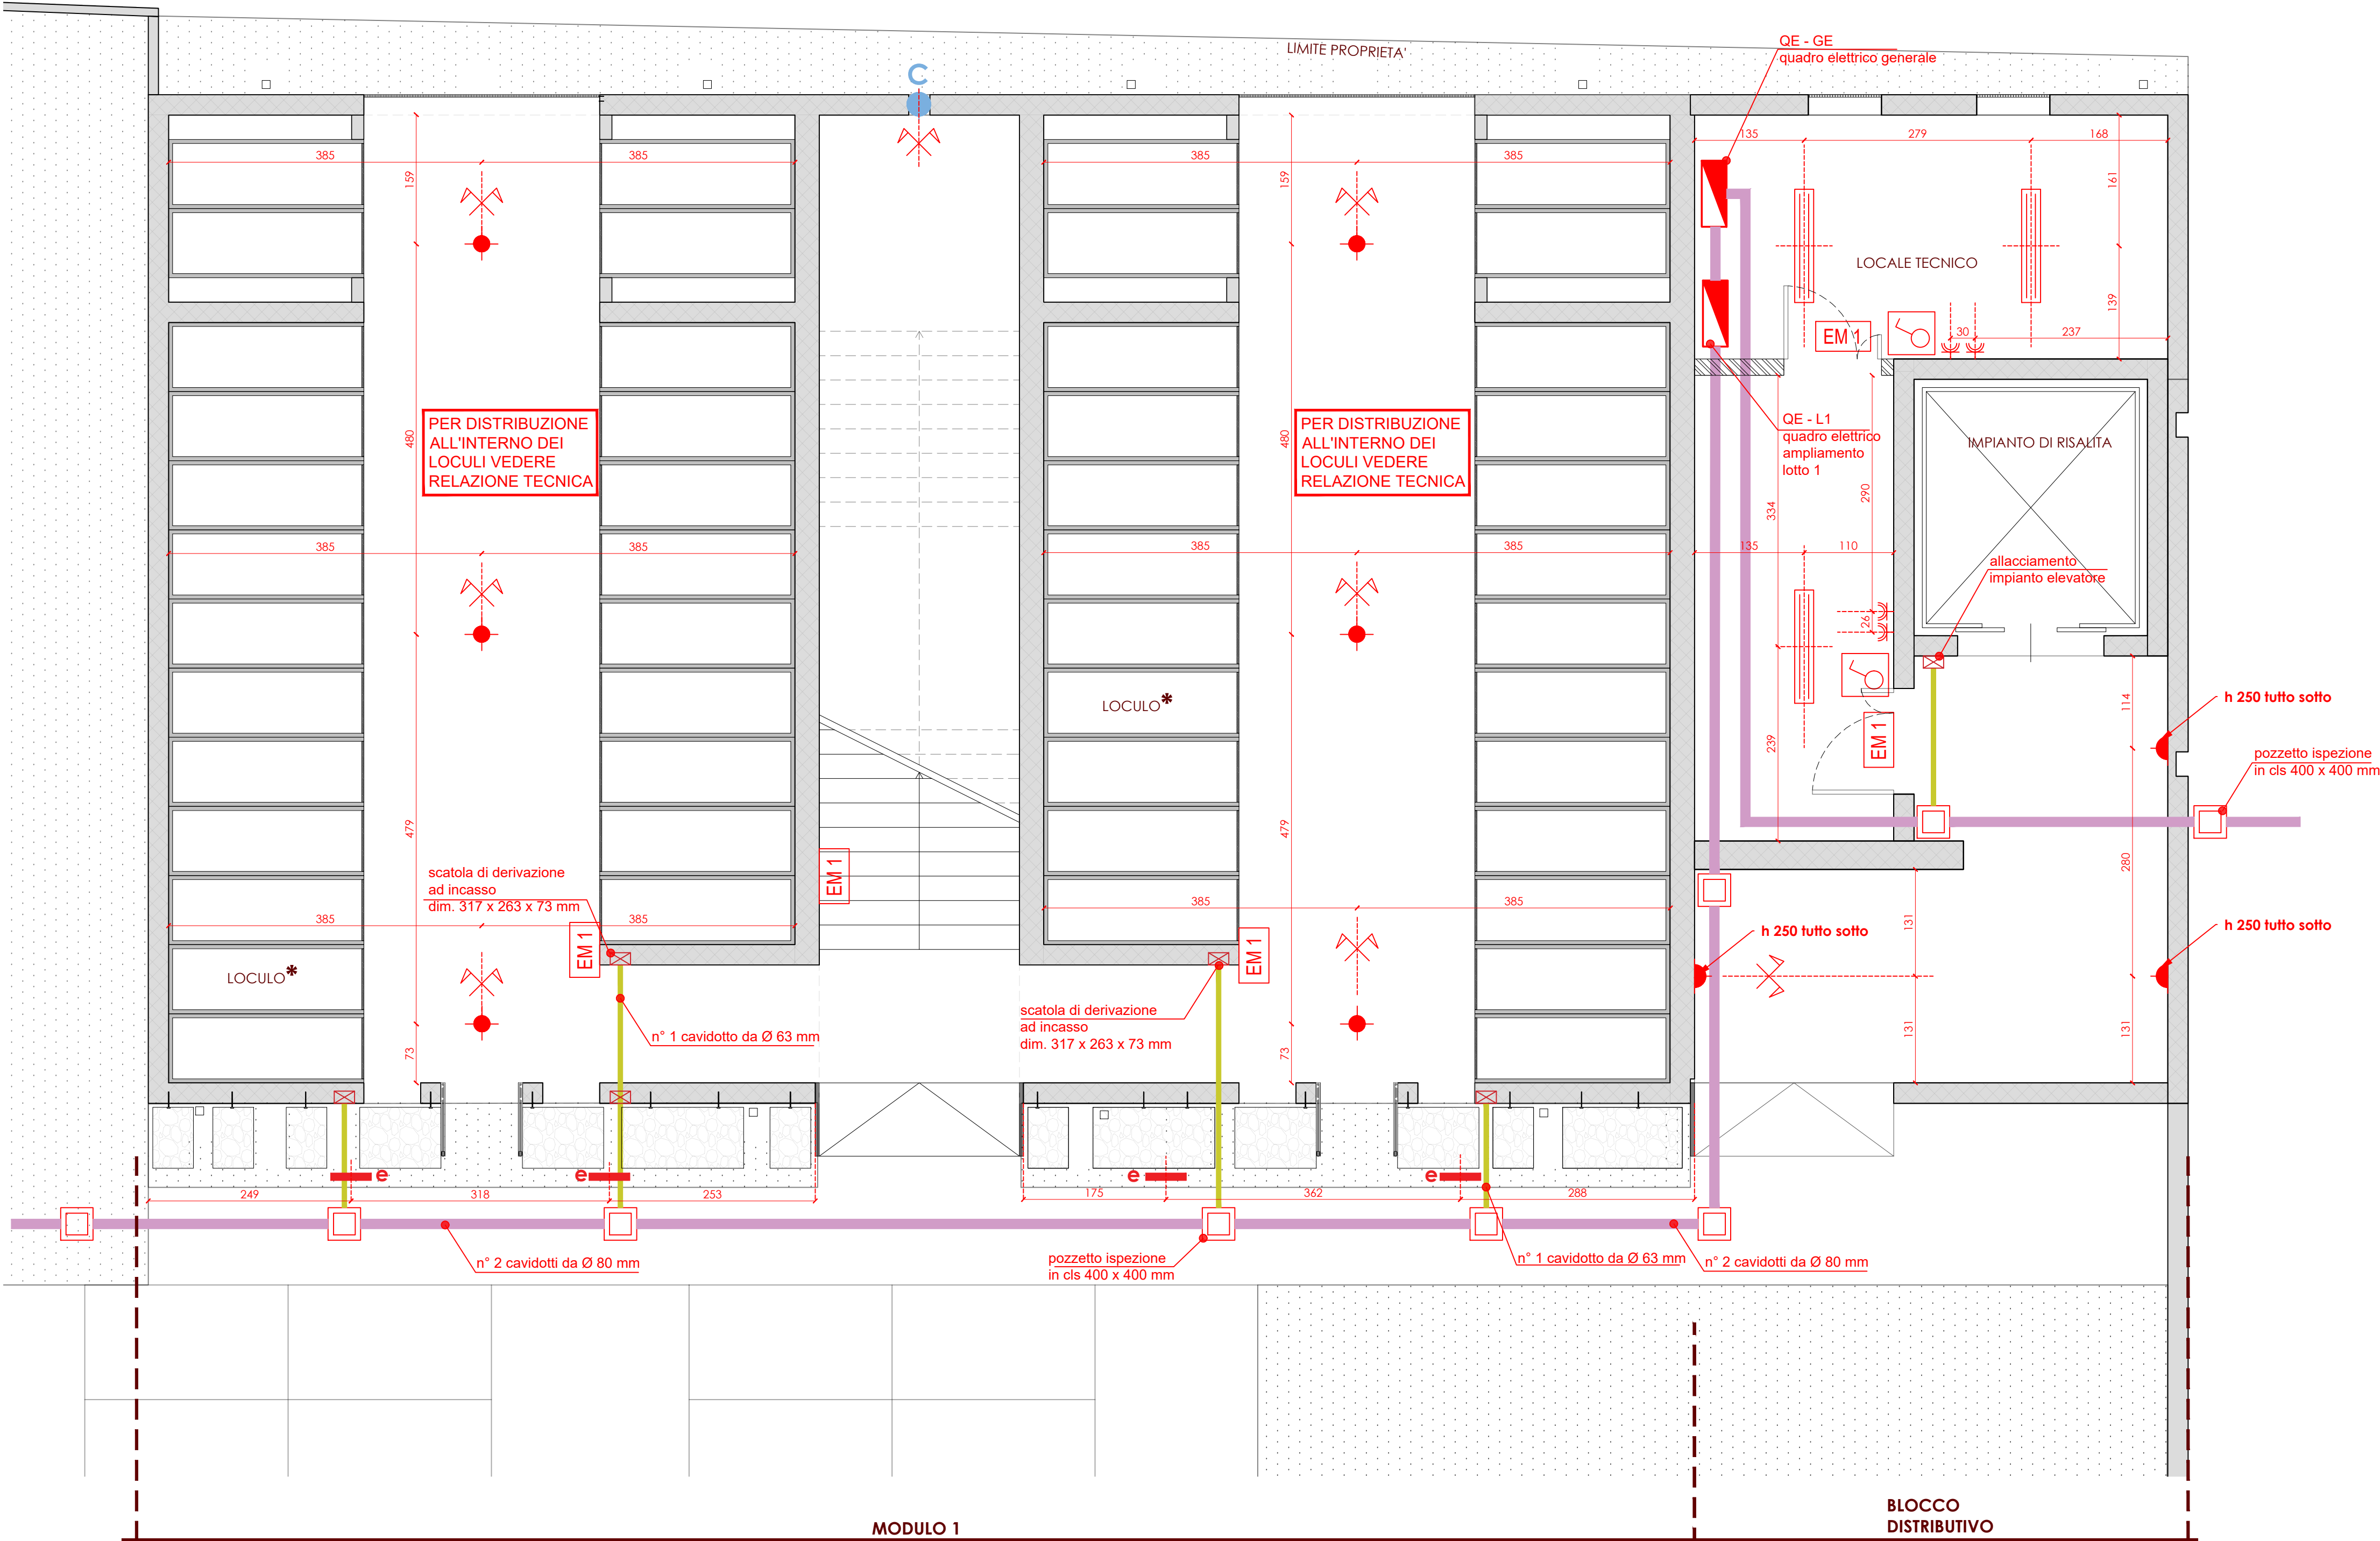 LIMITE PROPRIETA'
QE - GE
quadro elettrico generale
C
385
385
385
385
135
279
168
159
159
161
LOCALE TECNICO
139
EM 1
30
237
PER DISTRIBUZIONE
ALL'INTERNO DEI
LOCULI VEDERE
RELAZIONE TECNICA
480
PER DISTRIBUZIONE
ALL'INTERNO DEI
LOCULI VEDERE
RELAZIONE TECNICA
480
QE - L1
quadro elettrico
ampliamento
lotto 1
IMPIANTO DI RISALITA
290
334
385
385
385
385
135
110
allacciamento
impianto elevatore
26
LOCULO*
114
h 250 tutto sotto
EM 1
239
pozzetto ispezione
in cls 400 x 400 mm
479
479
280
scatola di derivazione
ad incasso
dim. 317 x 263 x 73 mm
EM 1
385
385
385
385
131
h 250 tutto sotto
h 250 tutto sotto
EM 1
EM 1
LOCULO*
scatola di derivazione
ad incasso
dim. 317 x 263 x 73 mm
n° 1 cavidotto da Ø 63 mm
73
73
131
131
e
e
e
e
249
318
253
175
362
288
n° 2 cavidotti da Ø 80 mm
pozzetto ispezione
in cls 400 x 400 mm
n° 1 cavidotto da Ø 63 mm
n° 2 cavidotti da Ø 80 mm
MODULO 1
BLOCCO
DISTRIBUTIVO